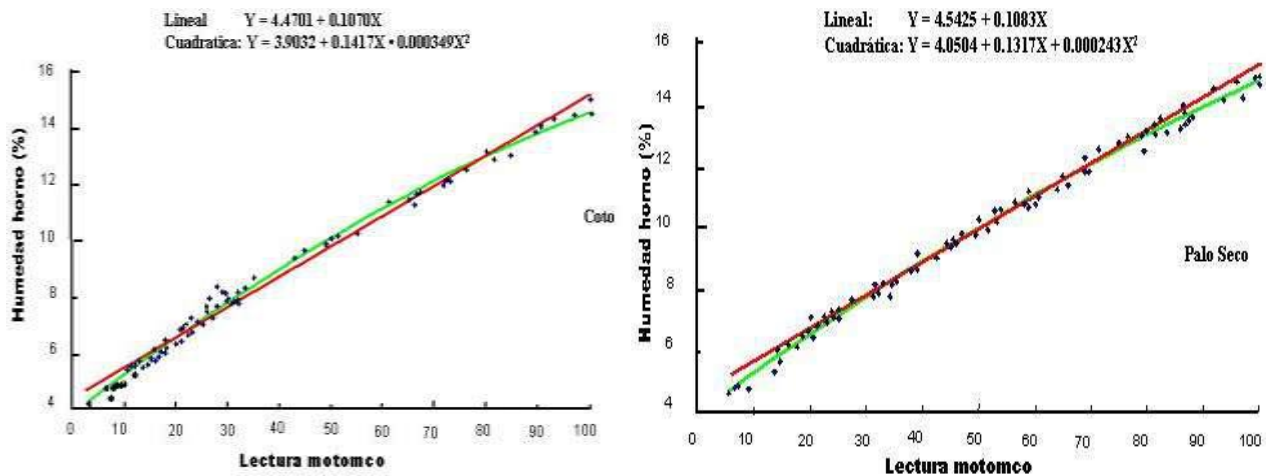 Lineal Y = 4.4701 + 0.1070X
Cuadratica: Y = 3.9032 + 0.1417X • 0.000349X²
16
14
12
10
8
6
4
Humedad horno (%)
0 10 20 30 40 50 60 70 80 90 100
Lectura motomco
Coto
Lineal: Y = 4.5425 + 0.1083X
Cuadrática: Y = 4.0504 + 0.1317X + 0.000243X²
16
14
12
10
8
6
4
Humedad horno (%)
0 10 20 30 40 50 60 70 80 90 100
Lectura motomco
Palo Seco